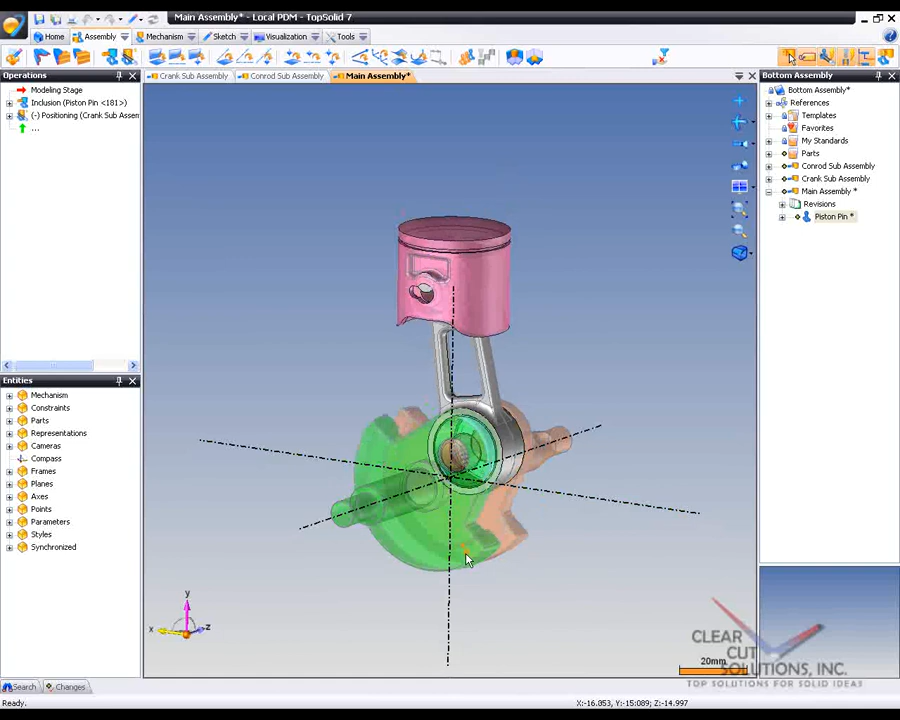 Main Assembly* - Local PDM - TopSolid 7
Home
Assembly
Mechanism
Sketch
Visualization
Tools
Operations
Modeling Stage
Inclusion (Piston Pin <181>)
(-) Positioning (Crank Sub Assem
...
Entities
Mechanism
Constraints
Parts
Representations
Cameras
Compass
Frames
Planes
Axes
Points
Parameters
Styles
Synchronized
Search
Changes
Ready.
Crank Sub Assembly
Conrod Sub Assembly
Main Assembly*
y
x
z
20mm
CLEAR
CUT
SOLUTIONS, INC.
TOP SOLUTIONS FOR SOLID IDEAS
X:-16.053, Y:-15.089, Z:-14.997
Bottom Assembly
Bottom Assembly*
References
Templates
Favorites
My Standards
Parts
Conrod Sub Assembly
Crank Sub Assembly
Main Assembly *
Revisions
Piston Pin *